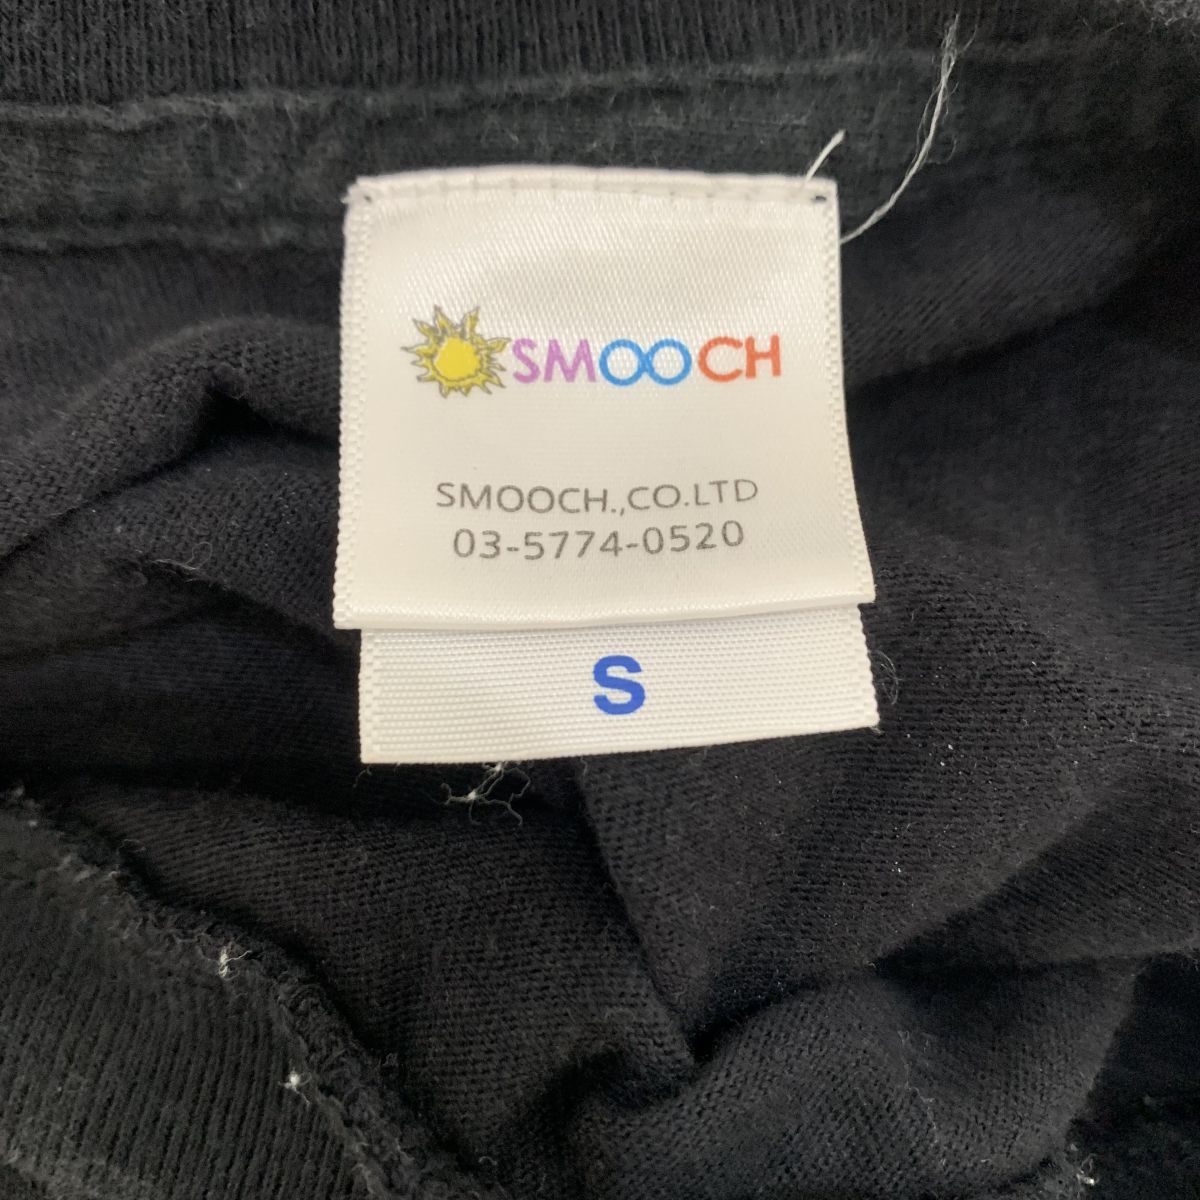 SMOOCH
SMOOCH.,CO.LTD
03-5774-0520
S